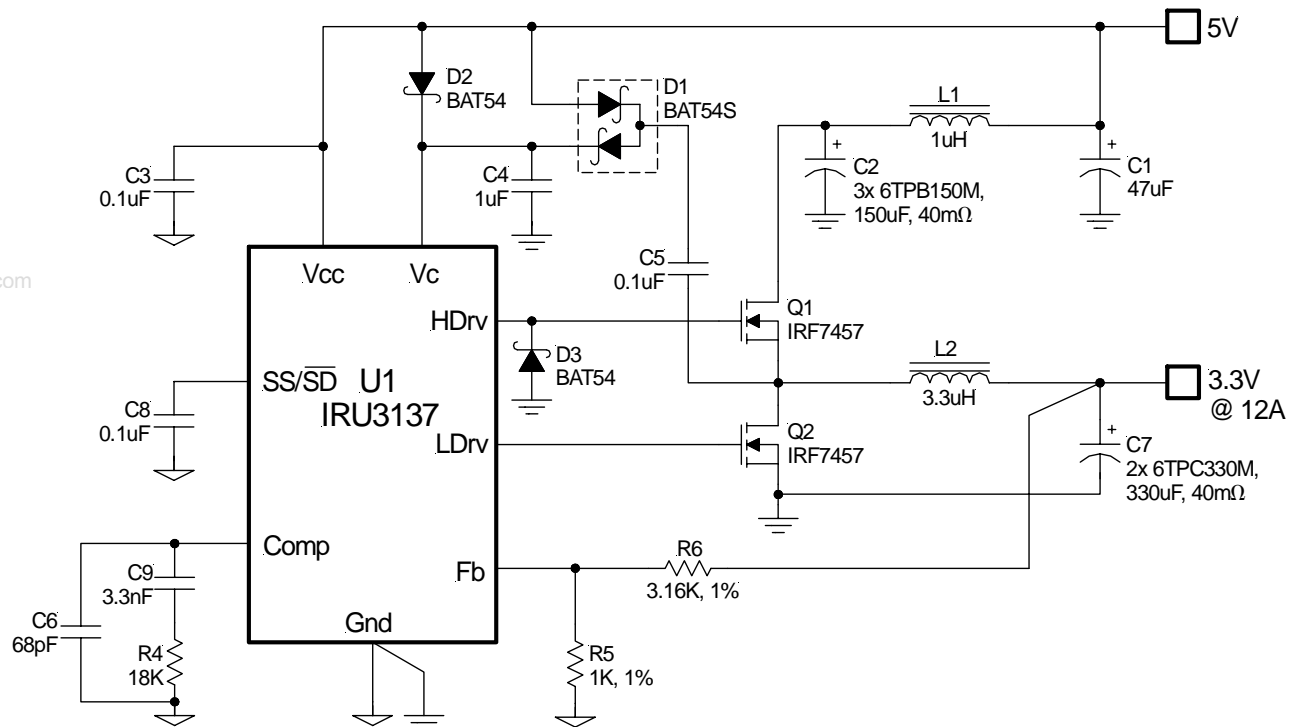 5V
D2
BAT54
D1
BAT54S
L1
1uH
C3
0.1uF
C4
1uF
C2
3x 6TPB150M,
150uF, 40mΩ
C1
47uF
com
Vcc
Vc
C5
0.1uF
HDrv
Q1
IRF7457
D3
BAT54
L2
3.3uH
3.3V
@ 12A
SS/SD
U1
IRU3137
C8
0.1uF
LDrv
Q2
IRF7457
C7
2x 6TPC330M,
330uF, 40mΩ
Comp
Fb
R6
3.16K, 1%
C9
3.3nF
C6
68pF
R4
18K
Gnd
R5
1K, 1%